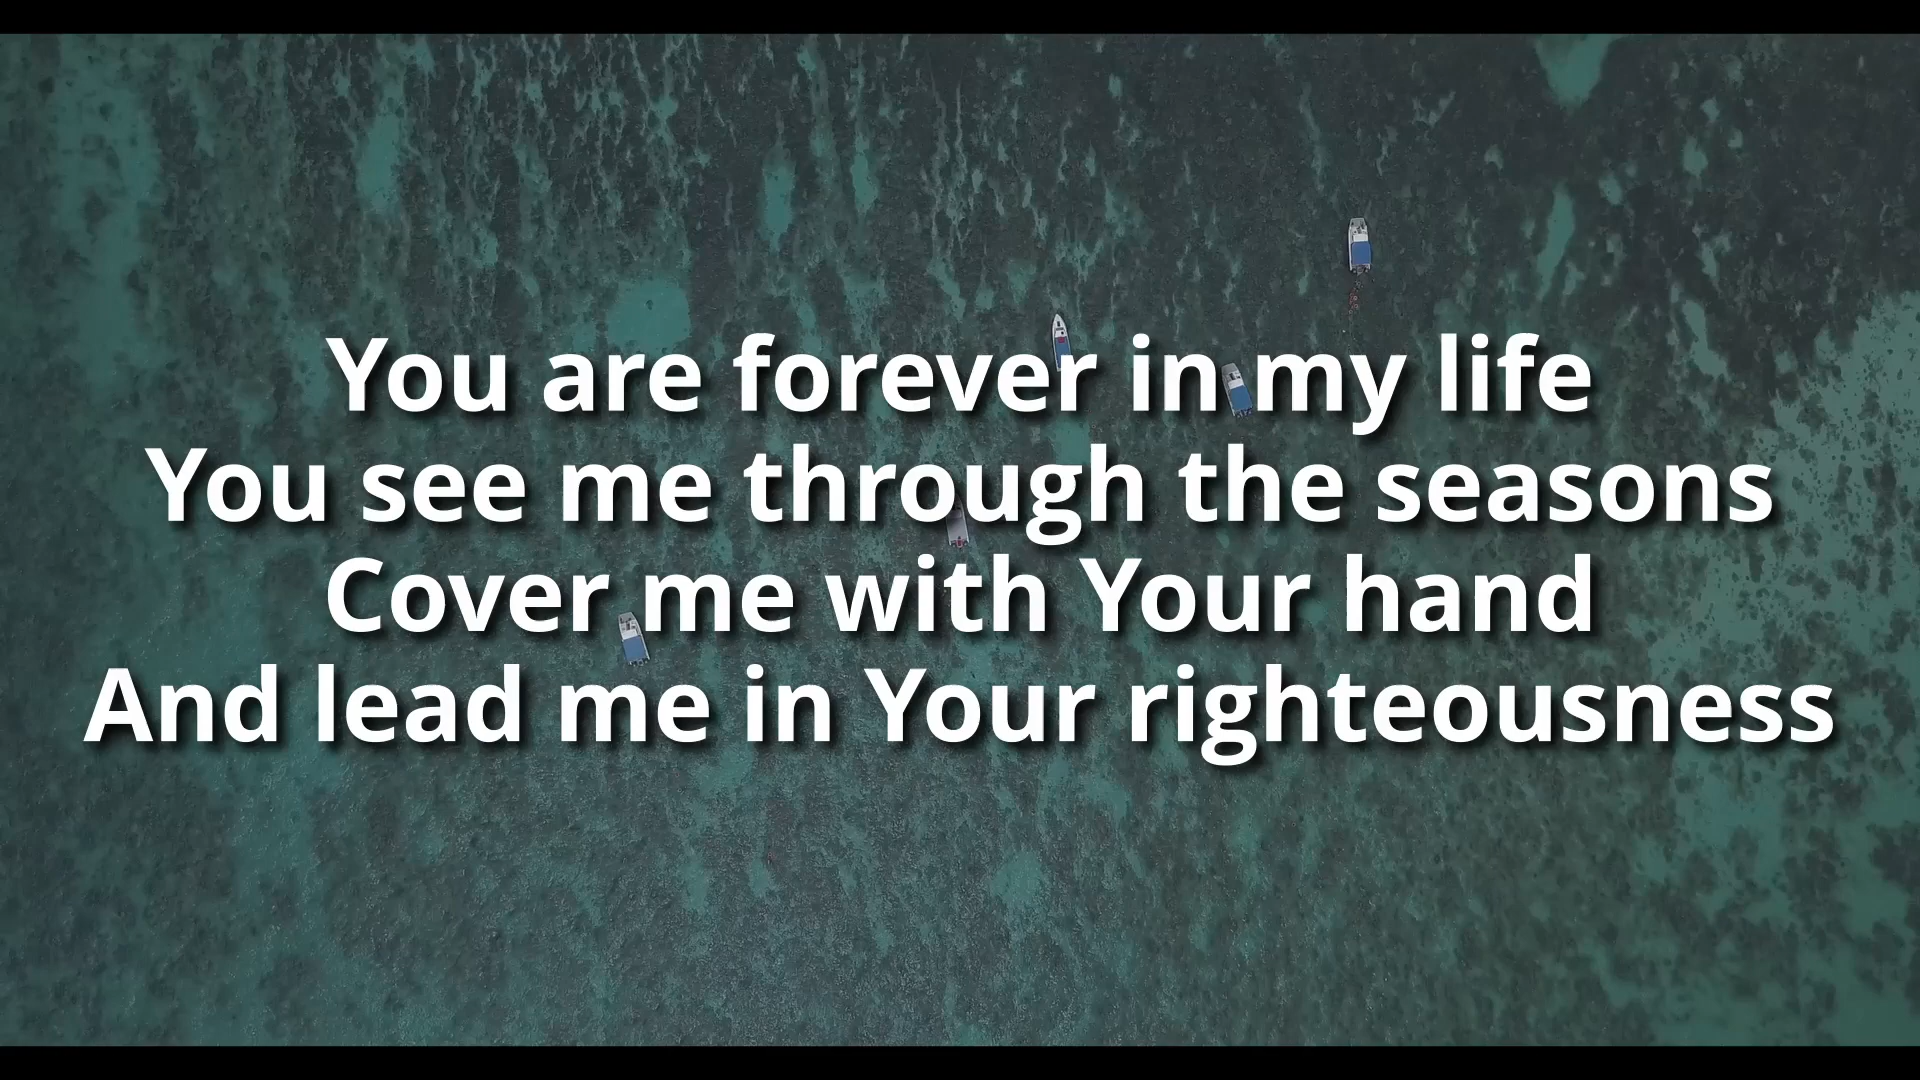 You are forever in my life
You see me through the seasons
Cover me with Your hand
And lead me in Your righteousness